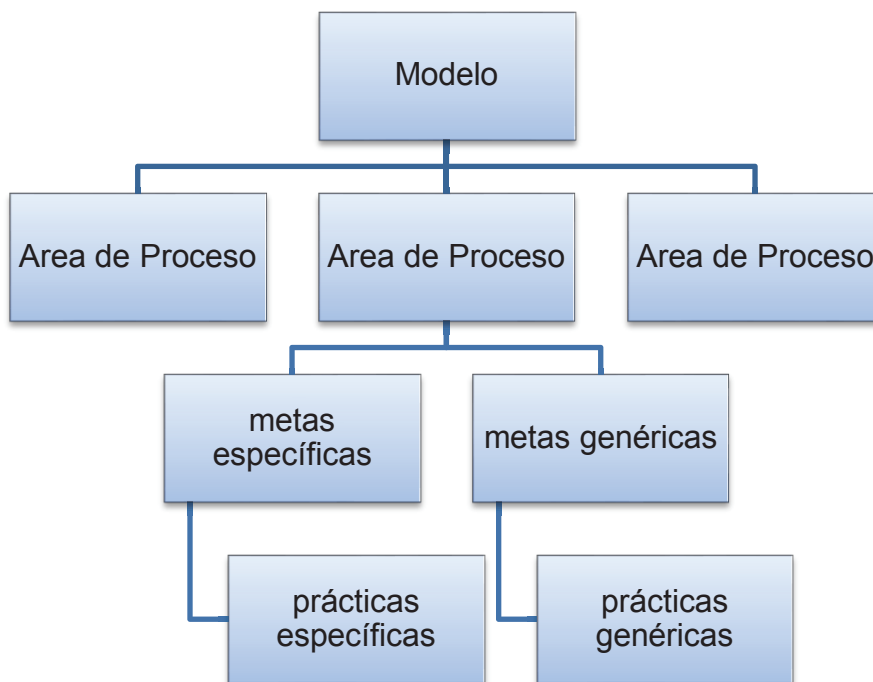 Modelo
Area de Proceso
Area de Proceso
Area de Proceso
metas
específicas
metas genéricas
prácticas
específicas
prácticas
genéricas